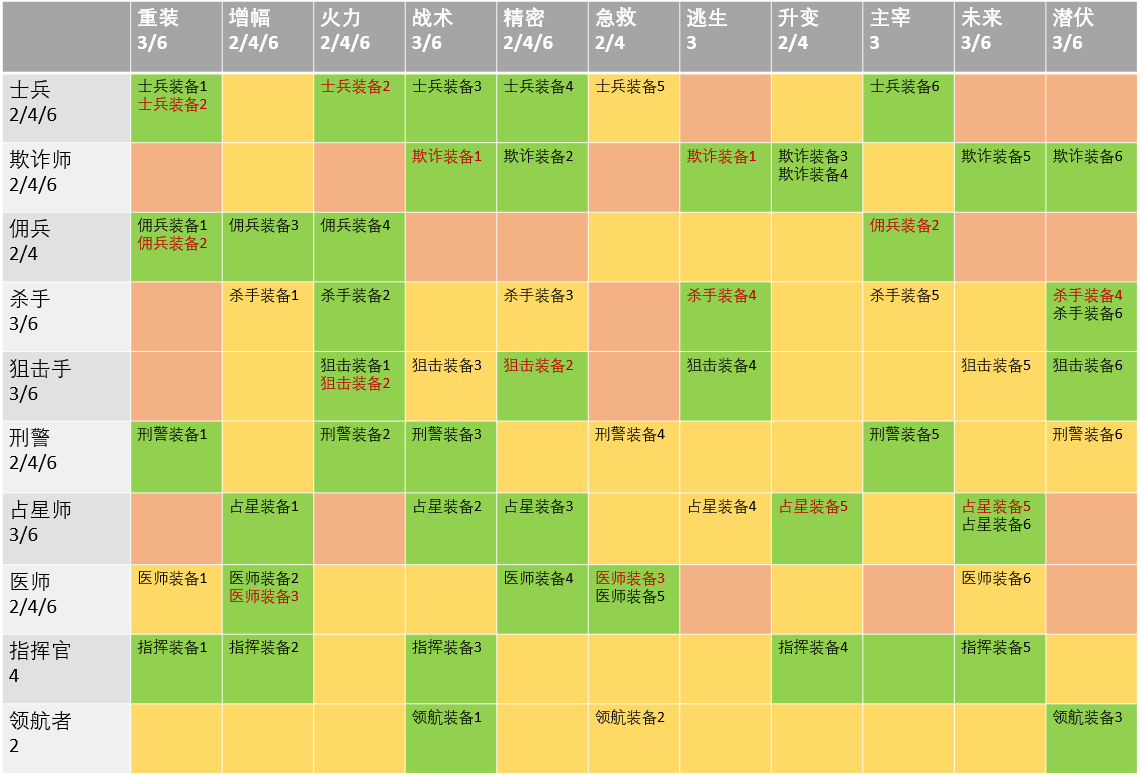 重装 增幅 火力 战术 精密 急救 逃生 升变 主宰 未来 潜伏
3/6 2/4/6 2/4/6 3/6 2/4/6 2/4 3 2/4 3 3/6 3/6
士兵 士兵装备1 士兵装备2 士兵装备3 士兵装备4 士兵装备5 士兵装备6
2/4/6 士兵装备2
欺诈师 欺诈装备1 欺诈装备2 欺诈装备1 欺诈装备3 欺诈装备5 欺诈装备6
2/4/6 欺诈装备4
佣兵 佣兵装备1 佣兵装备3 佣兵装备4 佣兵装备2
2/4 佣兵装备2
杀手 杀手装备1 杀手装备2 杀手装备3 杀手装备4 杀手装备5 杀手装备4
3/6 杀手装备6
狙击手 狙击装备1 狙击装备3 狙击装备2 狙击装备4 狙击装备5 狙击装备6
3/6 狙击装备2
刑警 刑警装备1 刑警装备2 刑警装备3 刑警装备4 刑警装备5 刑警装备6
2/4/6
占星师 占星装备1 占星装备2 占星装备3 占星装备4 占星装备5 占星装备5
3/6 占星装备6
医师 医师装备1 医师装备2 医师装备4 医师装备3 医师装备6
2/4/6 医师装备3 医师装备5
指挥官 指挥装备1 指挥装备2 指挥装备3 指挥装备4 指挥装备5
4
领航者 领航装备1 领航装备2 领航装备3
2